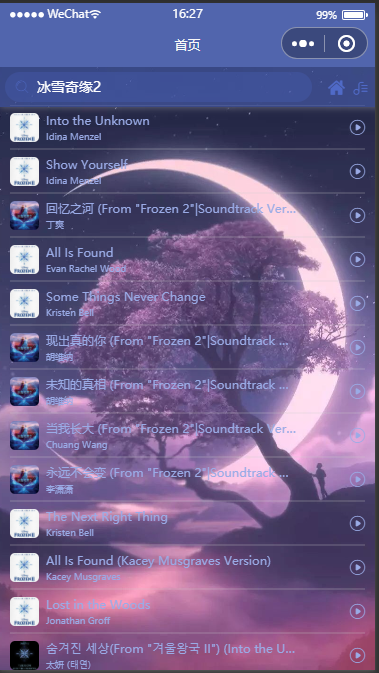 WeChat 16:27 99%
首页
冰雪奇缘2
Into the Unknown
Idina Menzel
Show Yourself
Idina Menzel
回忆之河 (From "Frozen 2"|Soundtrack Ver...
丁爽
All Is Found
Evan Rachel Wood
Some Things Never Change
Kristen Bell
现出真的你 (From "Frozen 2"|Soundtrack ...
胡维纳
未知的真相 (From "Frozen 2"|Soundtrack ...
胡维纳
当我长大 (From "Frozen 2"|Soundtrack Ver...
Chuang Wang
永远不会变 (From "Frozen 2"|Soundtrack ...
李潇潇
The Next Right Thing
Kristen Bell
All Is Found (Kacey Musgraves Version)
Kacey Musgraves
Lost in the Woods
Jonathan Groff
숨겨진 세상(From "겨울왕국 II") (Into the U...
太妍 (태연)